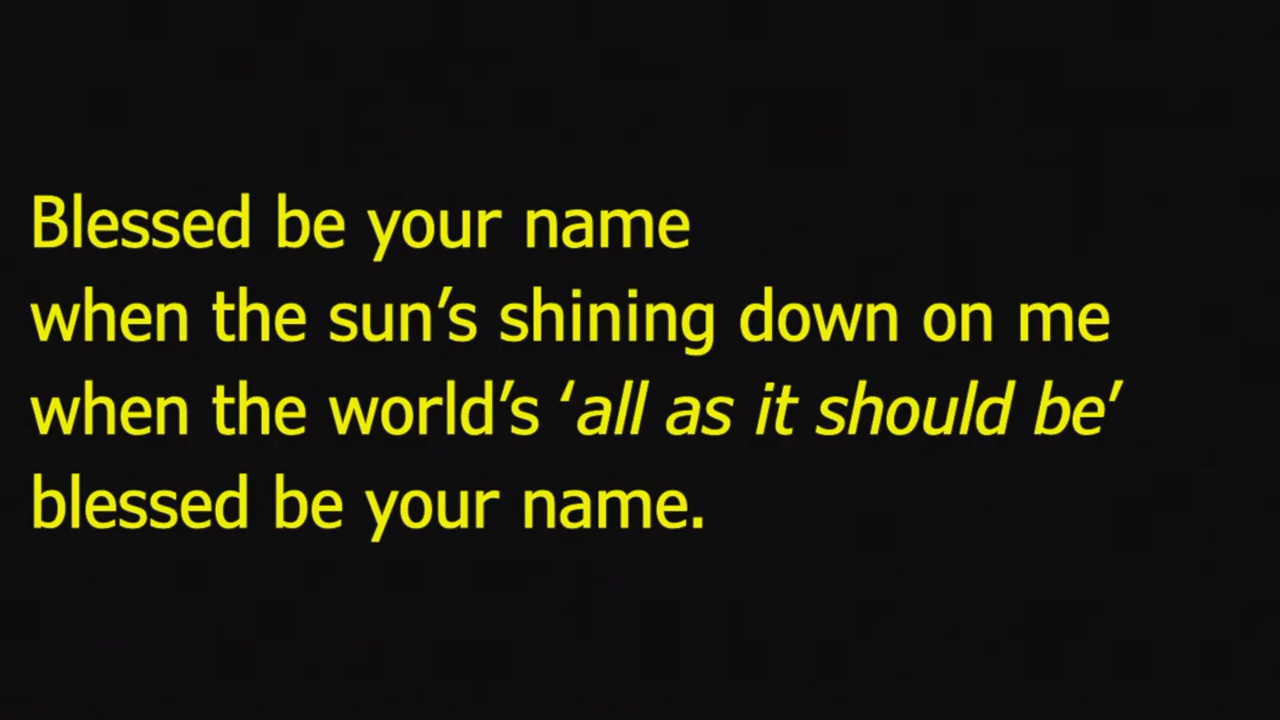 Blessed be your name
when the sun’s shining down on me
when the world’s ‘all as it should be’
blessed be your name.